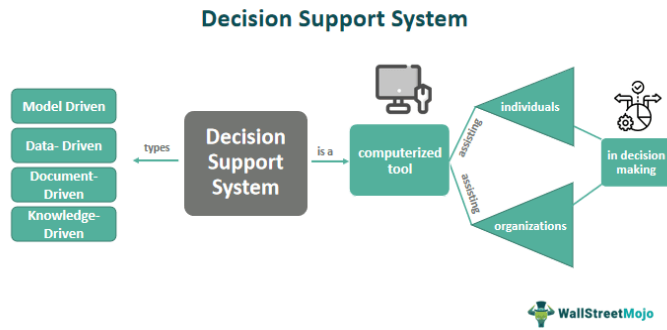 Decision Support System
Model Driven
Data- Driven
Document-
Driven
Knowledge-
Driven
types
Decision
Support
System
is a
computerized
tool
assisting
assisting
individuals
organizations
in decision
making
WallStreetMojo